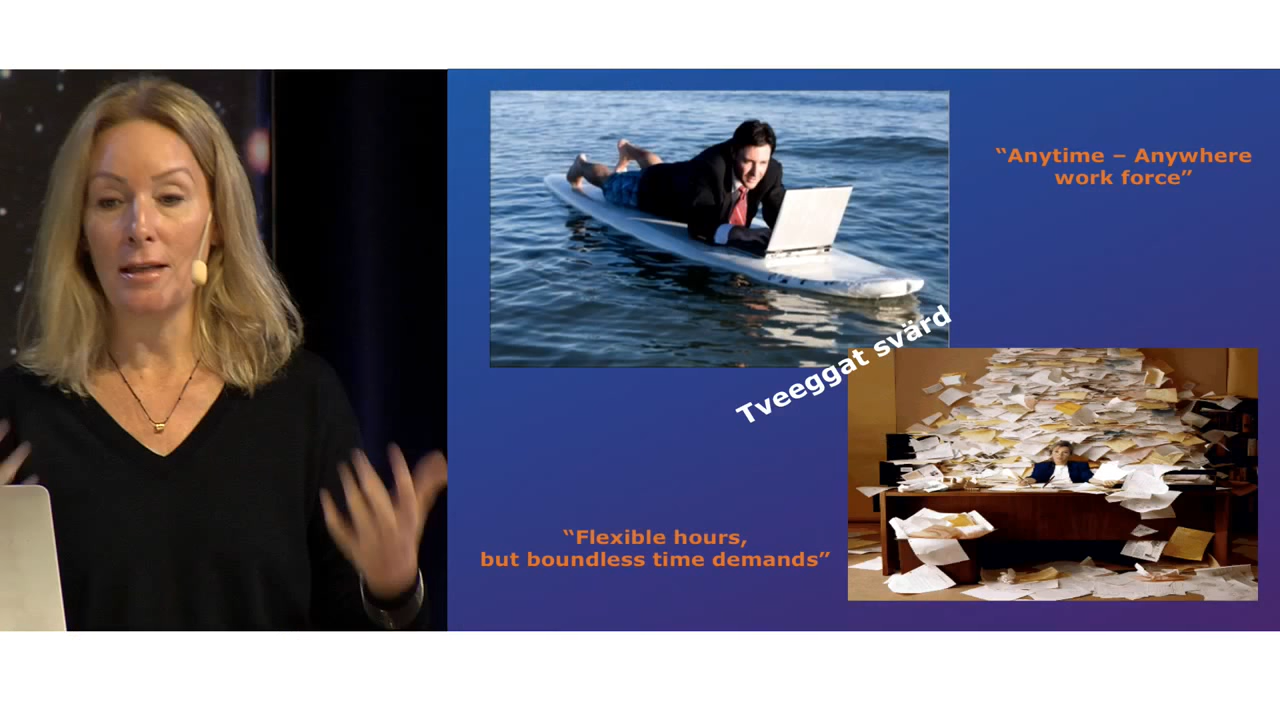 “Anytime – Anywhere
work force”
Tveeggat svärd
“Flexible hours,
but boundless time demands”